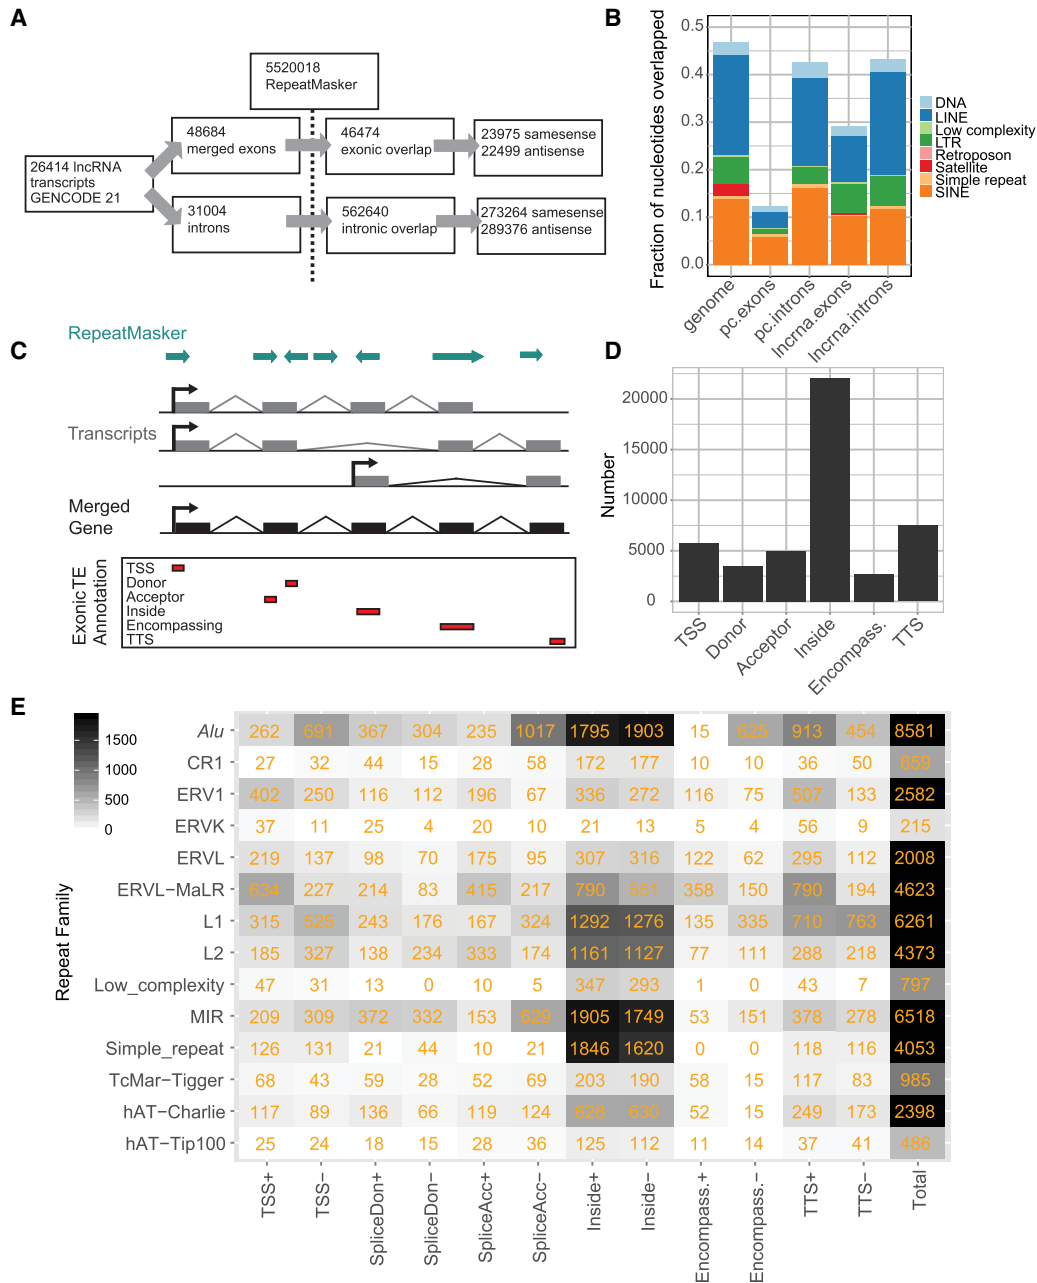 A
5520018
RepeatMasker
48684
merged exons
46474
exonic overlap
23975 samesense
22499 antisense
26414 lncRNA
transcripts
GENCODE 21
31004
introns
562640
intronic overlap
273264 samesense
289376 antisense
B
Fraction of nucleotides overlapped
0.5
0.4
0.3
0.2
0.1
0.0
genome
pc.exons
pc.introns
lncrna.exons
lncrna.introns
DNA
LINE
Low complexity
LTR
Retroposon
Satellite
Simple repeat
SINE
C
RepeatMasker
Transcripts
Merged
Gene
Exonic TE
Annotation
TSS
Donor
Acceptor
Inside
Encompassing
TTS
D
Number
20000
15000
10000
5000
0
TSS
Donor
Acceptor
Inside
Encompass.
TTS
E
1500
1000
500
0
Repeat Family
Alu 262 691 367 304 235 1017 1795 1903 15 625 913 454 8581
CR1 27 32 44 15 28 58 172 177 10 10 36 50 659
ERV1 402 250 116 112 196 67 336 272 116 75 507 133 2582
ERVK 37 11 25 4 20 10 21 13 5 4 56 9 215
ERVL 219 137 98 70 175 95 307 316 122 62 295 112 2008
ERVL−MaLR 634 227 214 83 415 217 790 551 358 150 790 194 4623
L1 315 525 243 176 167 324 1292 1276 135 335 710 763 6261
L2 185 327 138 234 333 174 1161 1127 77 111 288 218 4373
Low_complexity 47 31 13 0 10 5 347 293 1 0 43 7 797
MIR 209 309 372 332 153 629 1905 1749 53 151 378 278 6518
Simple_repeat 126 131 21 44 10 21 1846 1620 0 0 118 116 4053
TcMar−Tigger 68 43 59 28 52 69 203 190 58 15 117 83 985
hAT−Charlie 117 89 136 66 119 124 628 630 52 15 249 173 2398
hAT−Tip100 25 24 18 15 28 36 125 112 11 14 37 41 486
TSS+
TSS−
SpliceDon+
SpliceDon−
SpliceAcc+
SpliceAcc−
Inside+
Inside−
Encompass.+
Encompass.−
TTS+
TTS−
Total